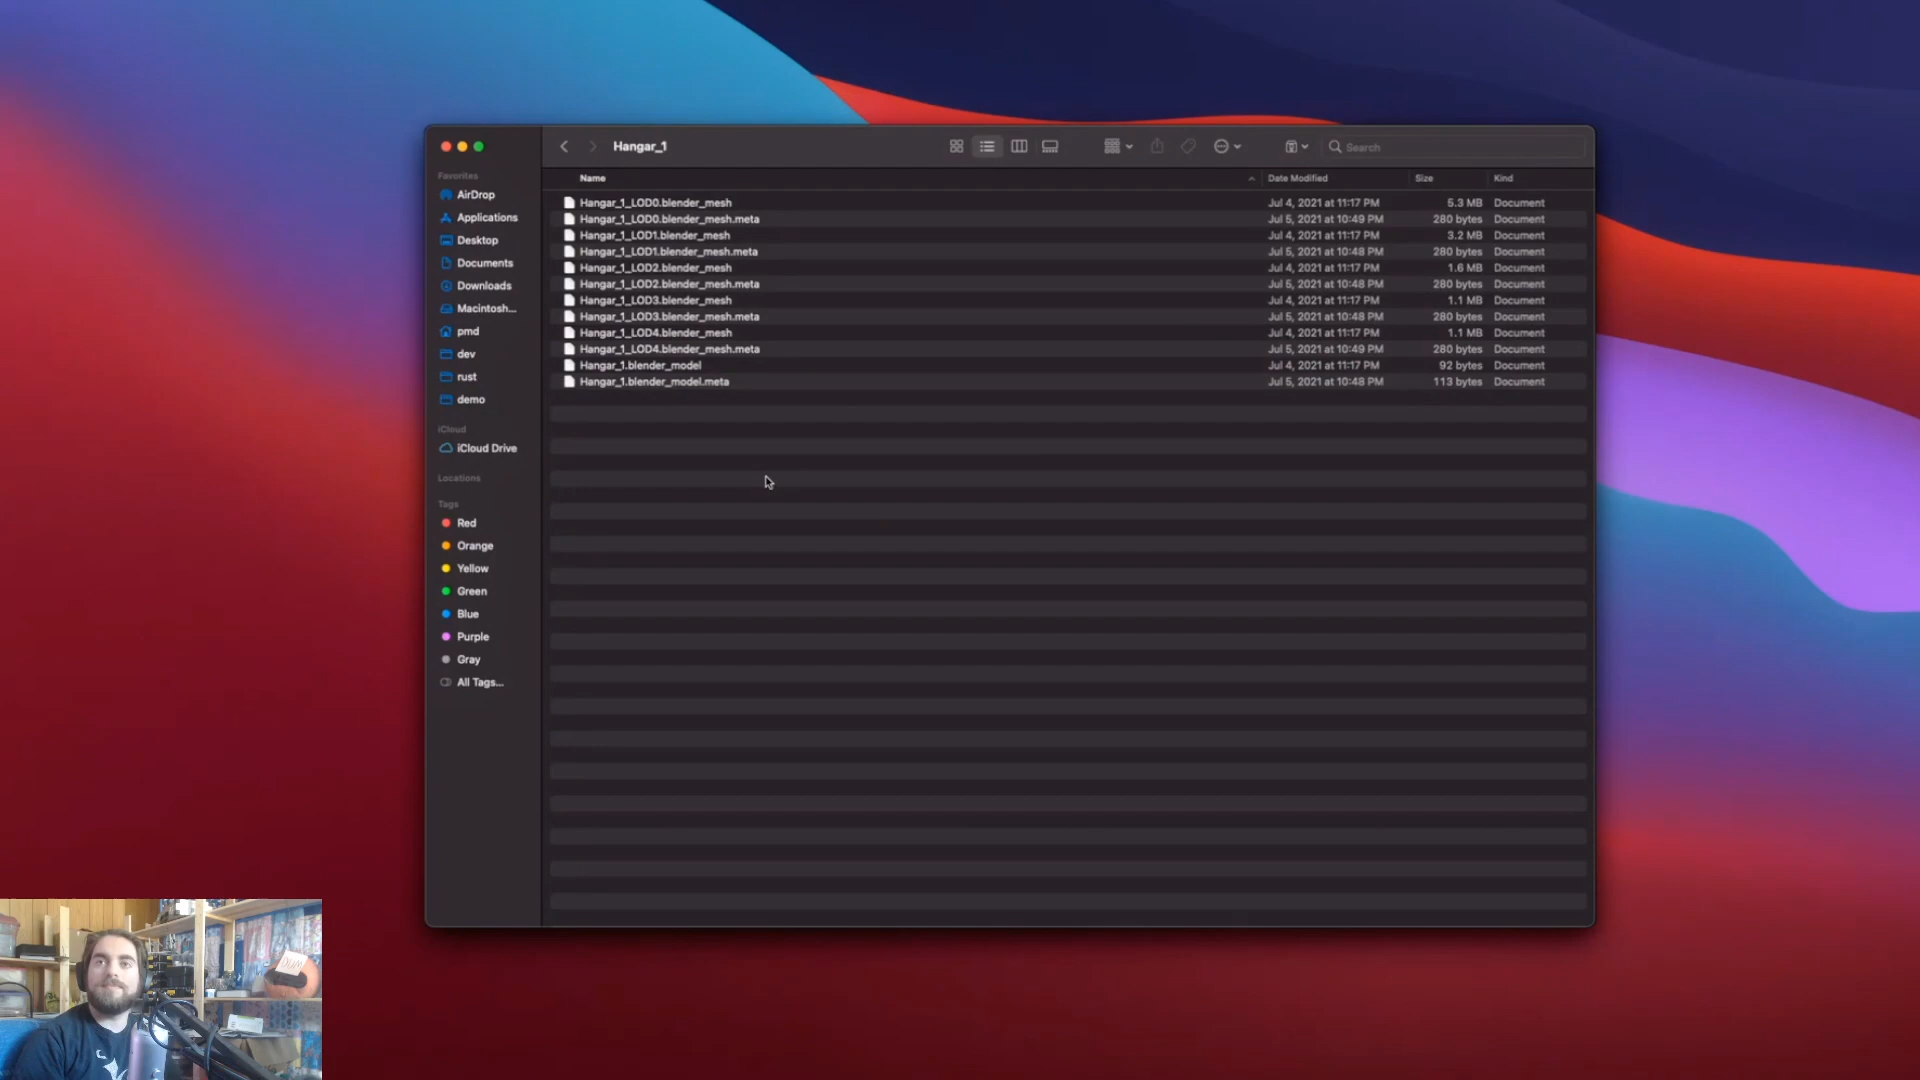 Hangar_1
Search
Favorites
AirDrop
Applications
Desktop
Documents
Downloads
Macintosh...
pmd
dev
rust
demo
iCloud
iCloud Drive
Locations
Tags
Red
Orange
Yellow
Green
Blue
Purple
Gray
All Tags...
Name Date Modified Size Kind
Hangar_1_LOD0.blender_mesh Jul 4, 2021 at 11:17 PM 5.3 MB Document
Hangar_1_LOD0.blender_mesh.meta Jul 5, 2021 at 10:49 PM 280 bytes Document
Hangar_1_LOD1.blender_mesh Jul 4, 2021 at 11:17 PM 3.2 MB Document
Hangar_1_LOD1.blender_mesh.meta Jul 5, 2021 at 10:48 PM 280 bytes Document
Hangar_1_LOD2.blender_mesh Jul 4, 2021 at 11:17 PM 1.6 MB Document
Hangar_1_LOD2.blender_mesh.meta Jul 5, 2021 at 10:48 PM 280 bytes Document
Hangar_1_LOD3.blender_mesh Jul 4, 2021 at 11:17 PM 1.1 MB Document
Hangar_1_LOD3.blender_mesh.meta Jul 5, 2021 at 10:48 PM 280 bytes Document
Hangar_1_LOD4.blender_mesh Jul 4, 2021 at 11:17 PM 1.1 MB Document
Hangar_1_LOD4.blender_mesh.meta Jul 5, 2021 at 10:49 PM 280 bytes Document
Hangar_1.blender_model Jul 4, 2021 at 11:17 PM 92 bytes Document
Hangar_1.blender_model.meta Jul 5, 2021 at 10:48 PM 113 bytes Document